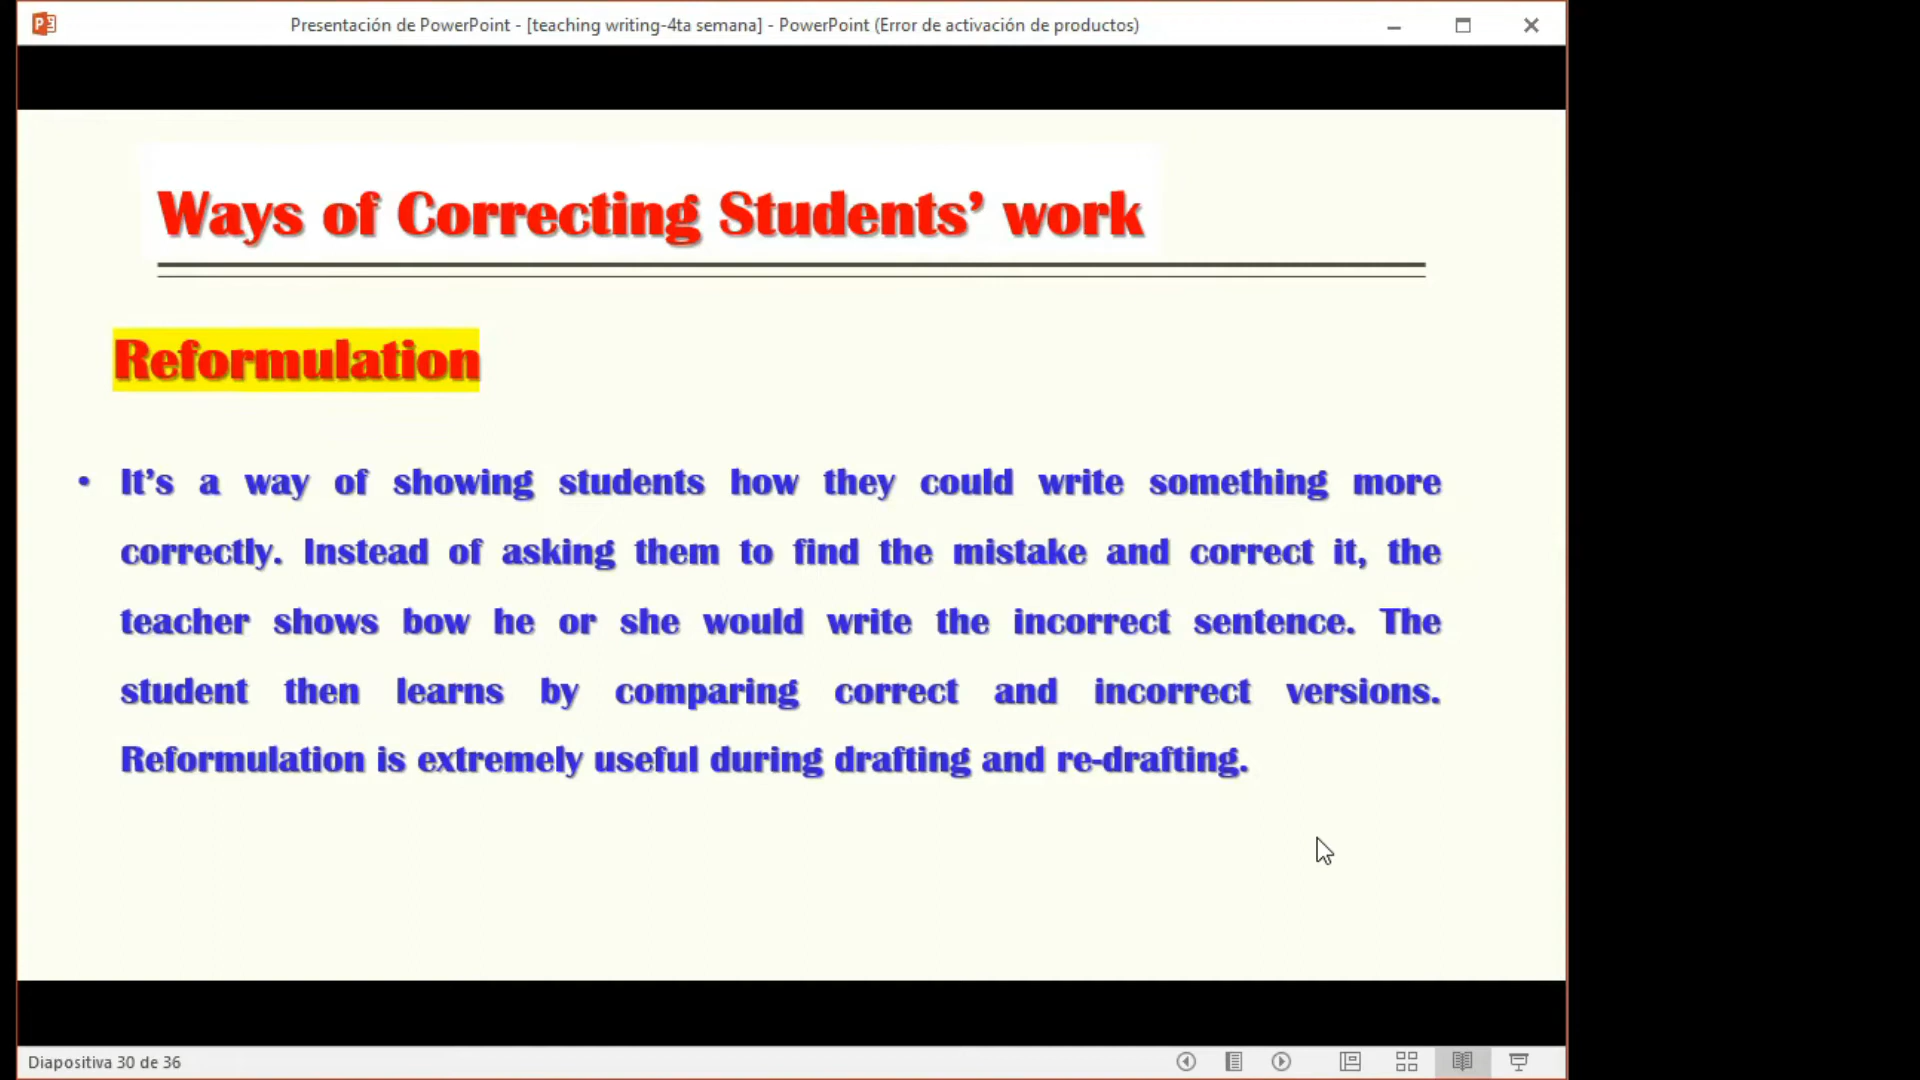 Presentación de PowerPoint - [teaching writing-4ta semana] - PowerPoint (Error de activación de productos)
Ways of Correcting Students’ work
Reformulation
• It’s a way of showing students how they could write something more
correctly. Instead of asking them to find the mistake and correct it, the
teacher shows bow he or she would write the incorrect sentence. The
student then learns by comparing correct and incorrect versions.
Reformulation is extremely useful during drafting and re-drafting.
Diapositiva 30 de 36